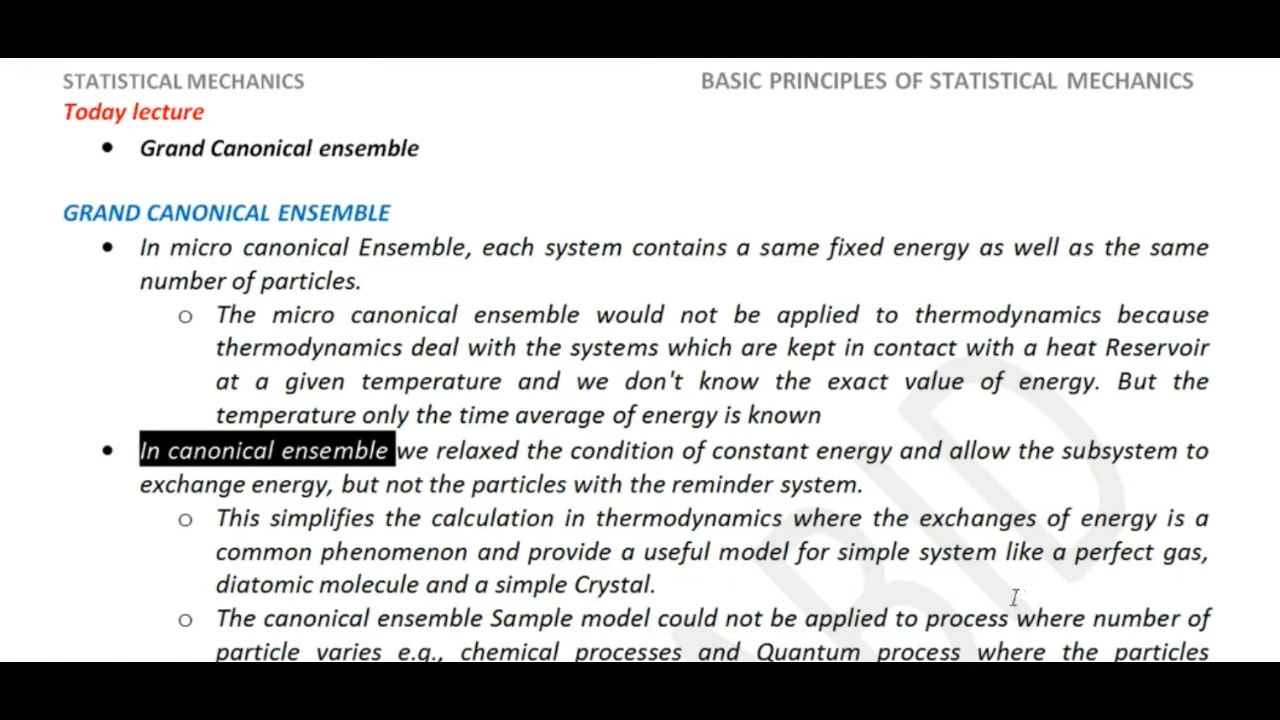 STATISTICAL MECHANICS
BASIC PRINCIPLES OF STATISTICAL MECHANICS
Today lecture
• Grand Canonical ensemble
GRAND CANONICAL ENSEMBLE
• In micro canonical Ensemble, each system contains a same fixed energy as well as the same
number of particles.
o The micro canonical ensemble would not be applied to thermodynamics because
thermodynamics deal with the systems which are kept in contact with a heat Reservoir
at a given temperature and we don't know the exact value of energy. But the
temperature only the time average of energy is known
• In canonical ensemble we relaxed the condition of constant energy and allow the subsystem to
exchange energy, but not the particles with the reminder system.
o This simplifies the calculation in thermodynamics where the exchanges of energy is a
common phenomenon and provide a useful model for simple system like a perfect gas,
diatomic molecule and a simple Crystal.
o The canonical ensemble Sample model could not be applied to process where number of
particle varies e.g., chemical processes and Quantum process where the particles